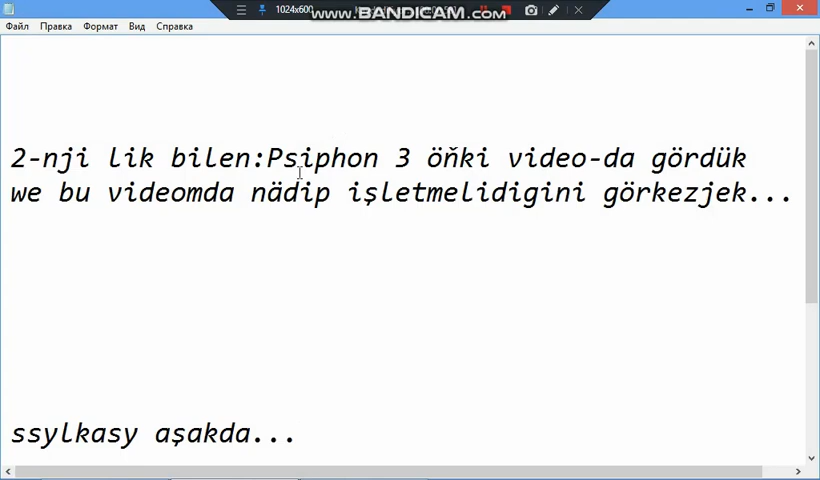 1024x600
www.BANDICAM.com
Файл Правка Формат Вид Справка
2-nji lik bilen:Psiphon 3 öňki video-da gördük
we bu videomda nädip işletmelidigini görkezjek...
ssylkasy aşakda...